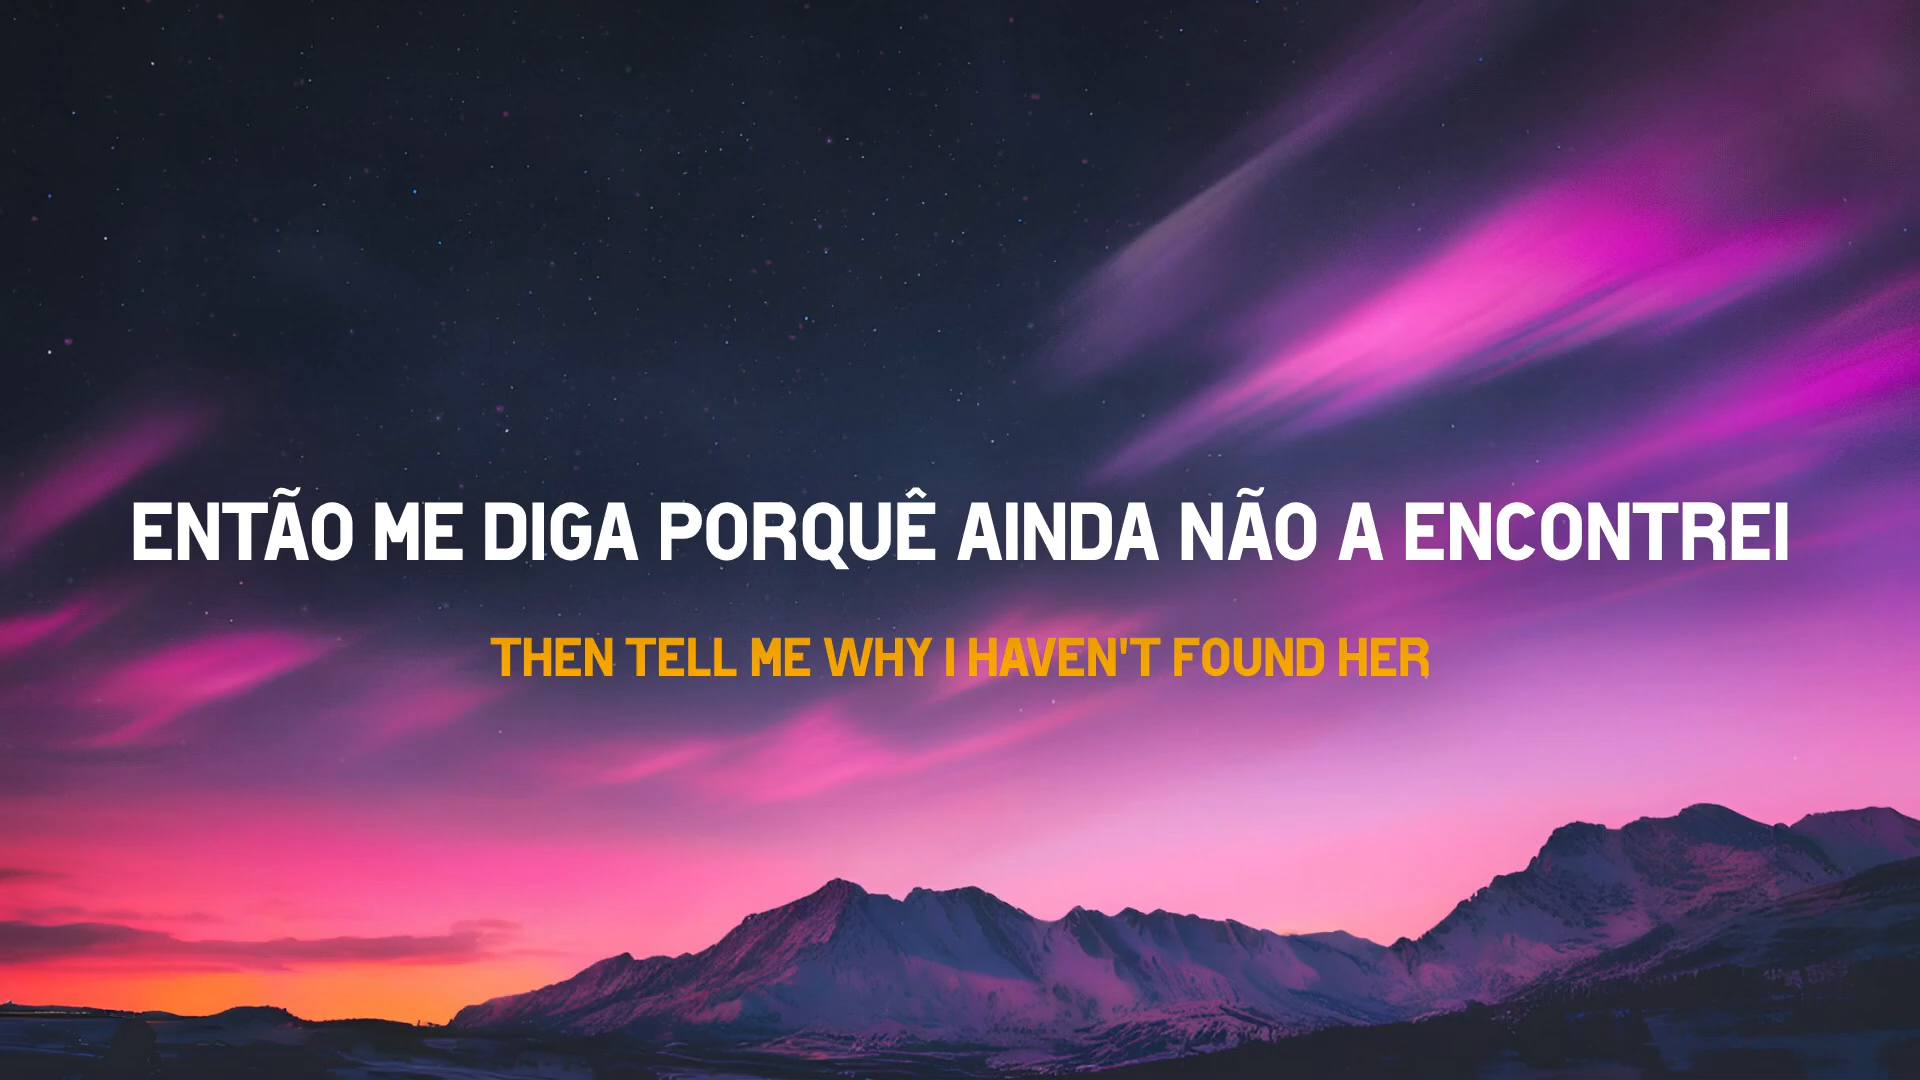 ENTÃO ME DIGA PORQUÊ AINDA NÃO A ENCONTREI
THEN TELL ME WHY I HAVEN'T FOUND HER